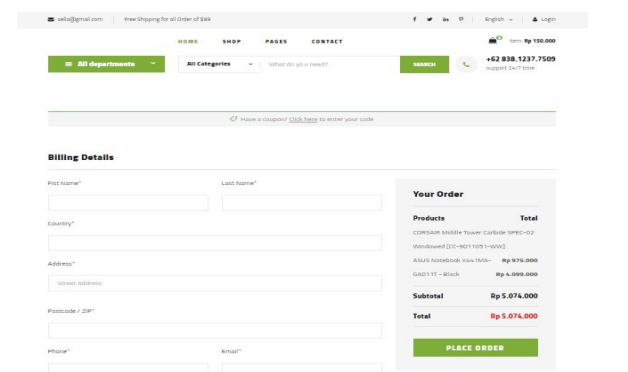 sells@gmail.com | Free Shipping for all Order of $99
English
Login
HOME SHOP PAGES CONTACT
0
item: Rp 150.000
All departments
All Categories
What do yo u need?
SEARCH
+62 838.1237.7509
support 24/7 time
Have a coupon? Click here to enter your code
Billing Details
Fist Name*
Last Name*
Country*
Address*
Street Address
Postcode / ZIP*
Phone*
Email*
Your Order
Products Total
CORSAIR Middle Tower Carbide SPEC-02
Windowed [CC-9011051-WW]
ASUS Notebook X441MA- Rp 975.000
GA011T - Black Rp 4.099.000
Subtotal Rp 5.074.000
Total Rp 5.074.000
PLACE ORDER